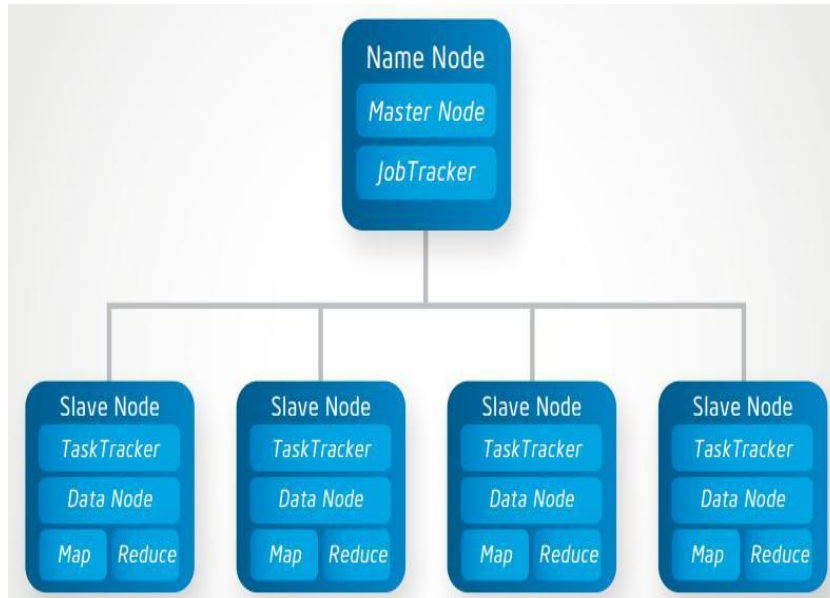 Name Node
Master Node
JobTracker
Slave Node
TaskTracker
Data Node
Map Reduce
Slave Node
TaskTracker
Data Node
Map Reduce
Slave Node
TaskTracker
Data Node
Map Reduce
Slave Node
TaskTracker
Data Node
Map Reduce